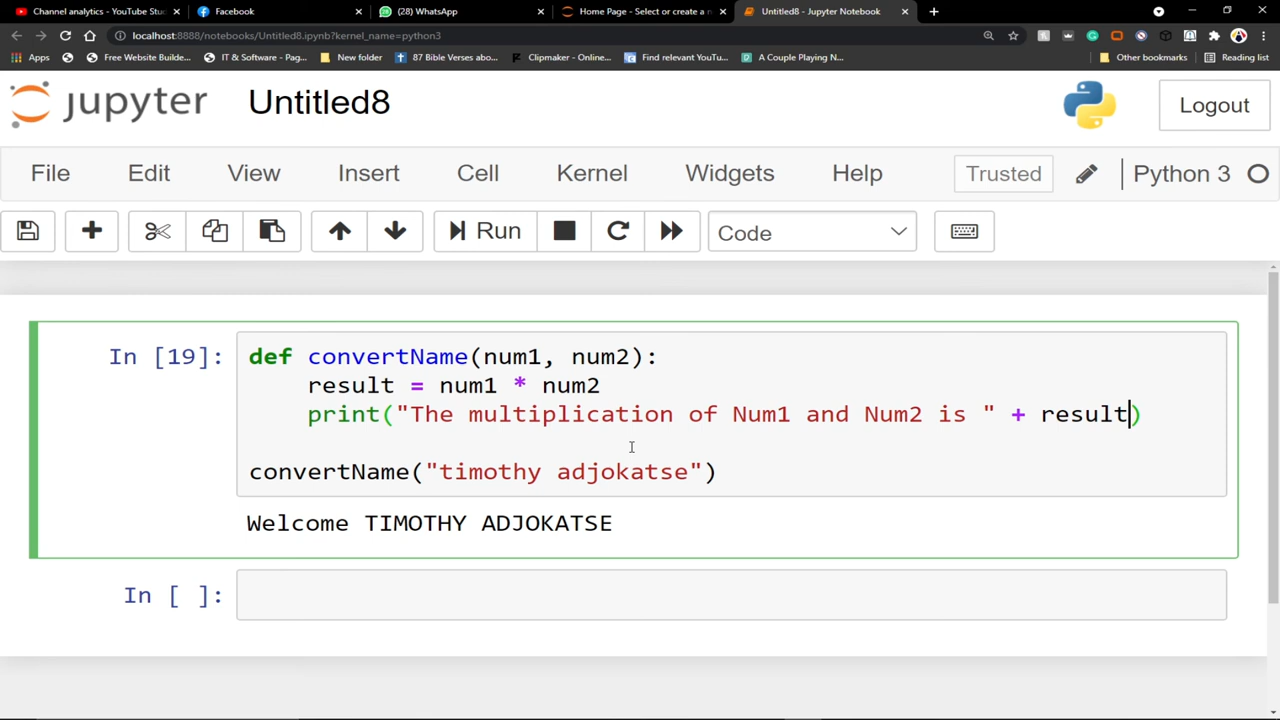 Channel analytics - YouTube Stu
Facebook
(28) WhatsApp
Home Page - Select or create a n
Untitled8 - Jupyter Notebook
localhost:8888/notebooks/Untitled8.ipynb?kernel_name=python3
Apps
Free Website Builde...
IT & Software - Pag...
New folder
87 Bible Verses abo...
Clipmaker - Online...
Find relevant YouTu...
A Couple Playing N...
Other bookmarks
Reading list
jupyter Untitled8
Logout
File Edit View Insert Cell Kernel Widgets Help
Trusted
Python 3
Run
Code
In [19]:
def convertName(num1, num2):
    result = num1 * num2
    print("The multiplication of Num1 and Num2 is " + result)
convertName("timothy adjokatse")
Welcome TIMOTHY ADJOKATSE
In [ ]: